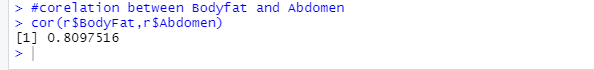 > #corelation between Bodyfat and Abdomen
> cor(r$BodyFat,r$Abdomen)
[1] 0.8097516
>